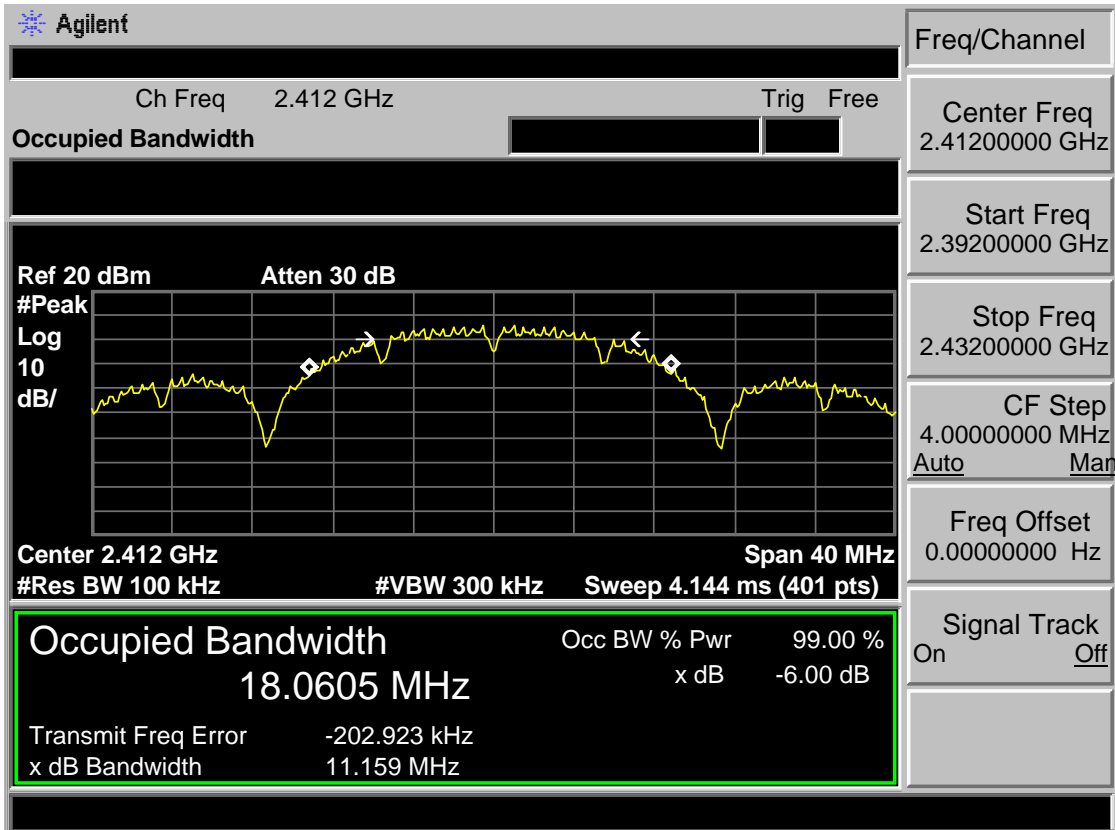 Agilent
Ch Freq 2.412 GHz Trig Free
Occupied Bandwidth
Ref 20 dBm Atten 30 dB
#Peak
Log
10
dB/
Center 2.412 GHz Span 40 MHz
#Res BW 100 kHz #VBW 300 kHz Sweep 4.144 ms (401 pts)
Occupied Bandwidth
18.0605 MHz
Occ BW % Pwr 99.00 %
x dB -6.00 dB
Transmit Freq Error -202.923 kHz
x dB Bandwidth 11.159 MHz
Freq/Channel
Center Freq
2.41200000 GHz
Start Freq
2.39200000 GHz
Stop Freq
2.43200000 GHz
CF Step
4.00000000 MHz
Auto Man
Freq Offset
0.00000000 Hz
Signal Track
On Off